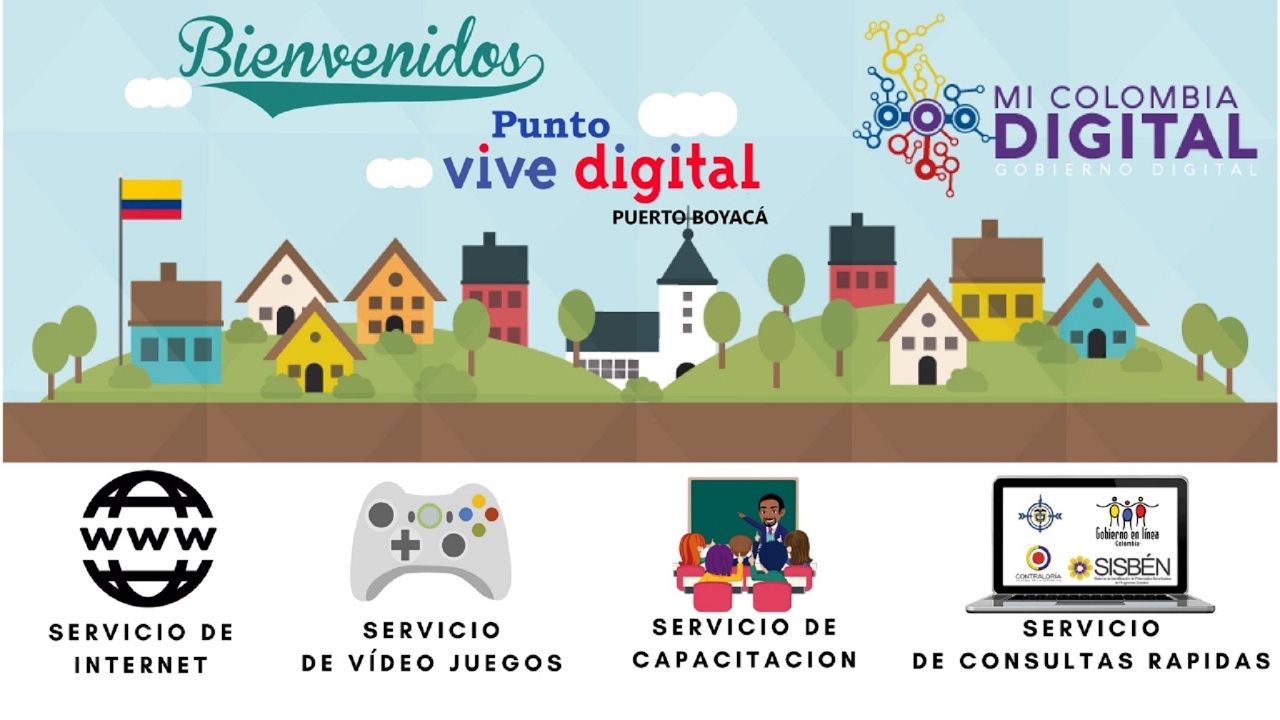 Bienvenidos
Punto
vive digital
PUERTO BOYACÁ
MI COLOMBIA
DIGITAL
GOBIERNO DIGITAL
www
SERVICIO DE
INTERNET
SERVICIO
DE VÍDEO JUEGOS
SERVICIO DE
CAPACITACION
Gobierno en línea
Colombia
CONTRALORÍA
SISBÉN
SERVICIO
DE CONSULTAS RAPIDAS